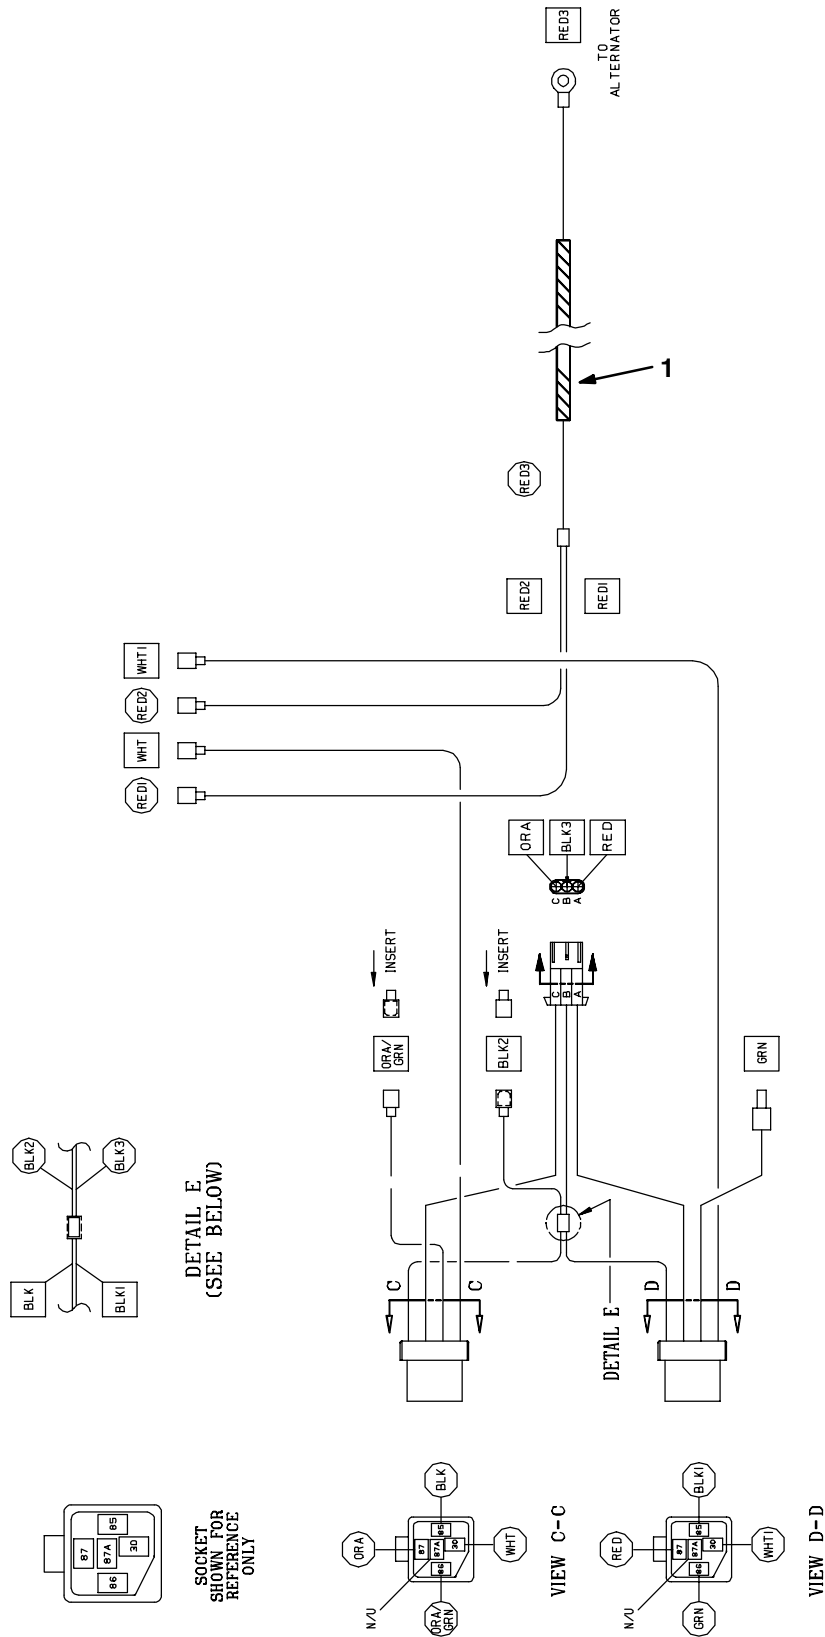 RED3
TO
ALTERNATOR
1
RED3
RED2
RED1
WHT1
RED2
WHT
RED1
ORA
BLK3
RED
C
B
A
INSERT
INSERT
C
B
A
ORA/
GRN
BLK2
GRN
BLK2
BLK3
BLK
BLK1
DETAIL E
(SEE BELOW)
C
C
DETAIL E
D
D
87
87A
85
86
30
SOCKET
SHOWN FOR
REFERENCE
ONLY
ORA
BLK
87
87A
85
86
30
N/U
ORA/
GRN
WHT
VIEW C-C
RED
BLK1
87
87A
85
86
30
N/U
GRN
WHT1
VIEW D-D